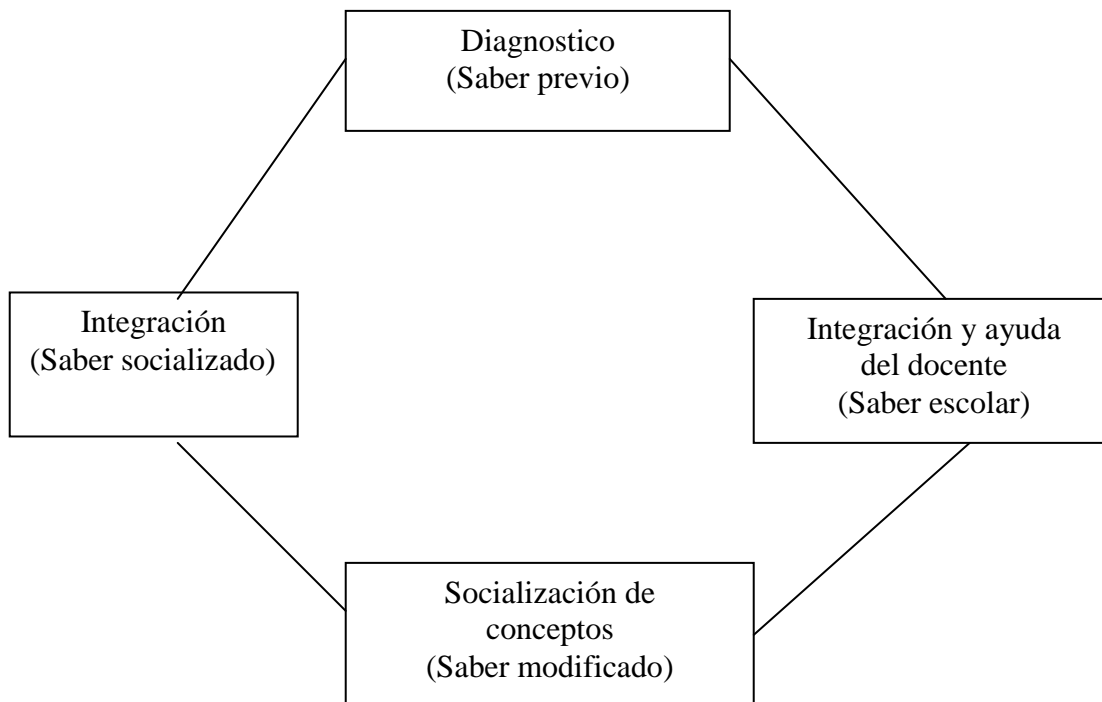 Diagnostico
(Saber previo)
Integración
(Saber socializado)
Integración y ayuda
del docente
(Saber escolar)
Socialización de
conceptos
(Saber modificado)